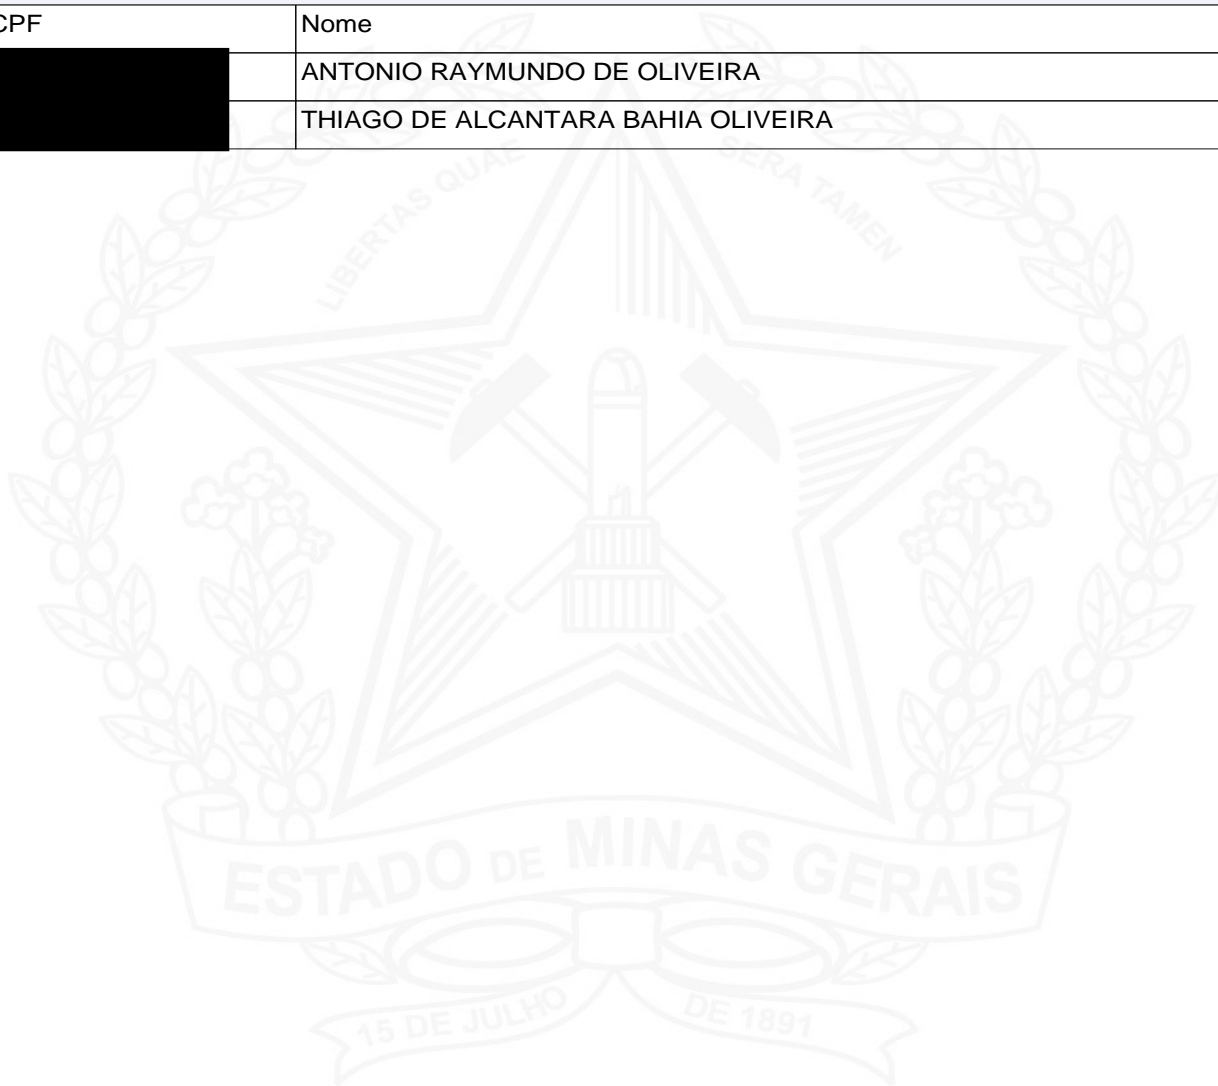 CPF Nome
ANTONIO RAYMUNDO DE OLIVEIRA
THIAGO DE ALCANTARA BAHIA OLIVEIRA
LIBERTAS QUAE SERA TAMEN
ESTADO DE MINAS GERAIS
15 DE JULHO DE 1891